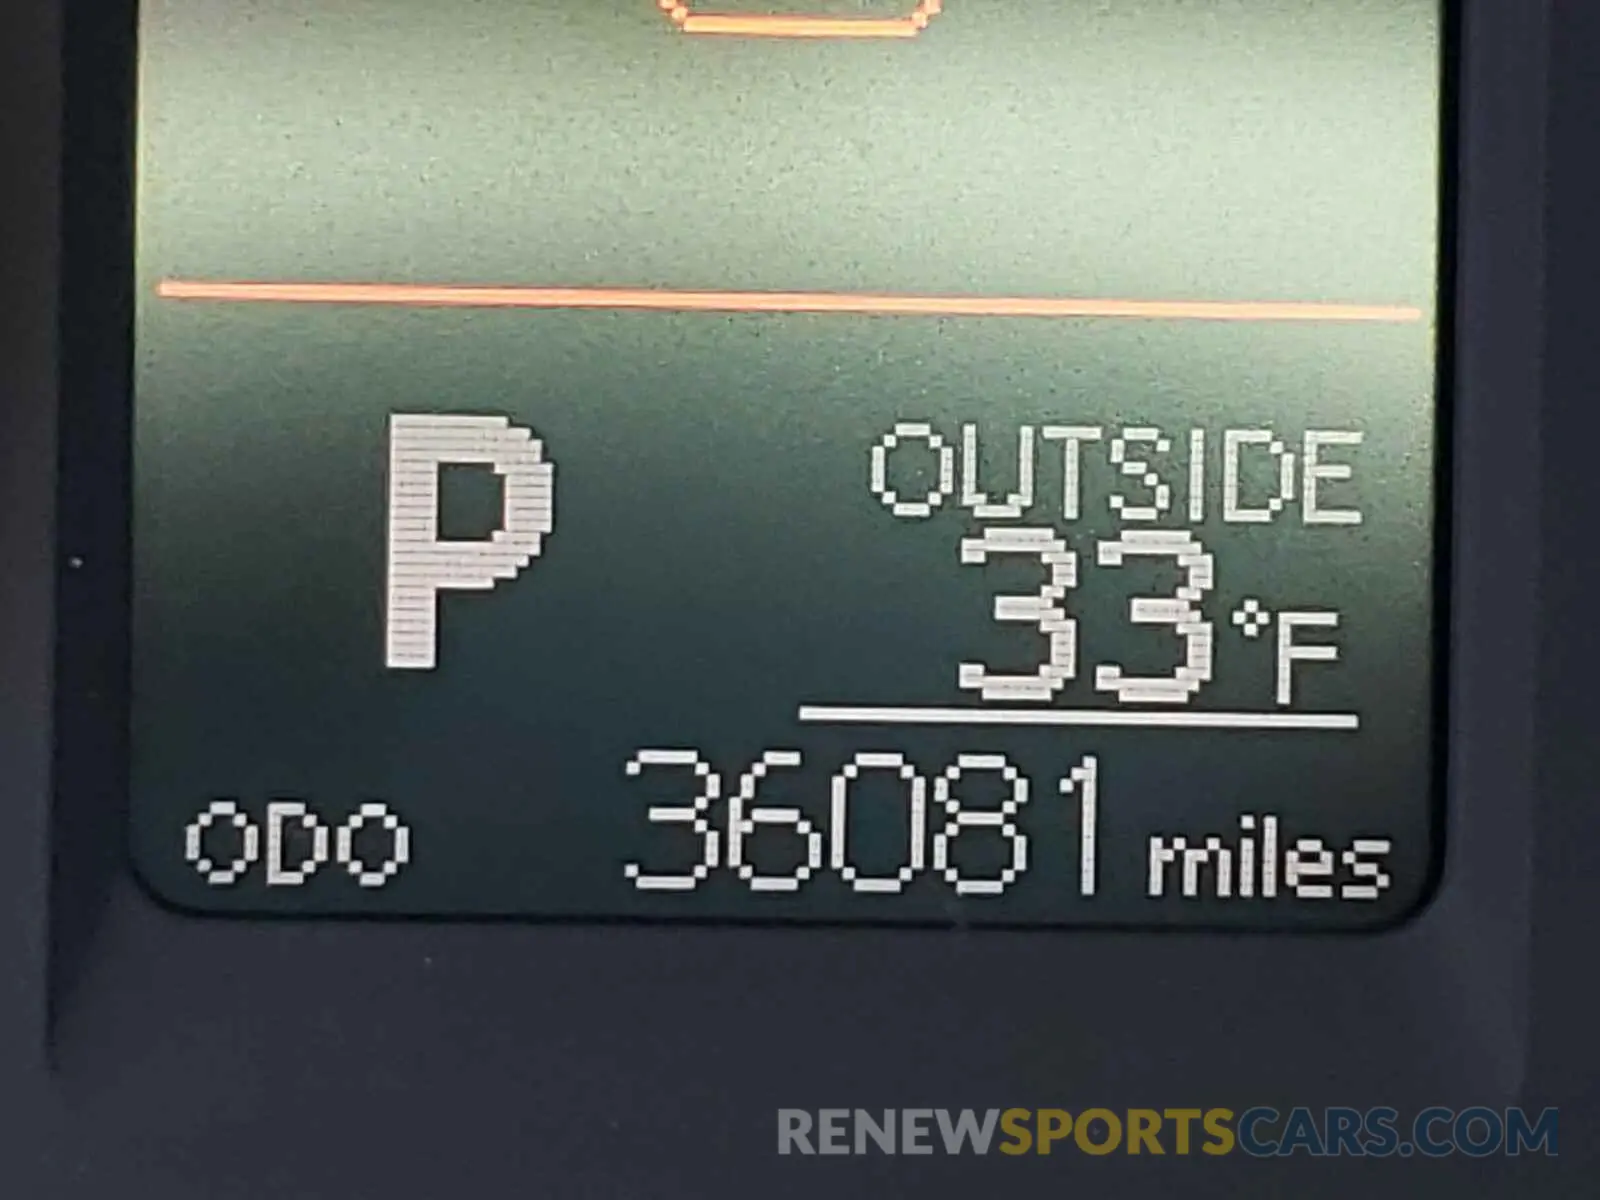 P
OUTSIDE
33°F
ODO 36081 miles
RENEWSPORTSCARS.COM